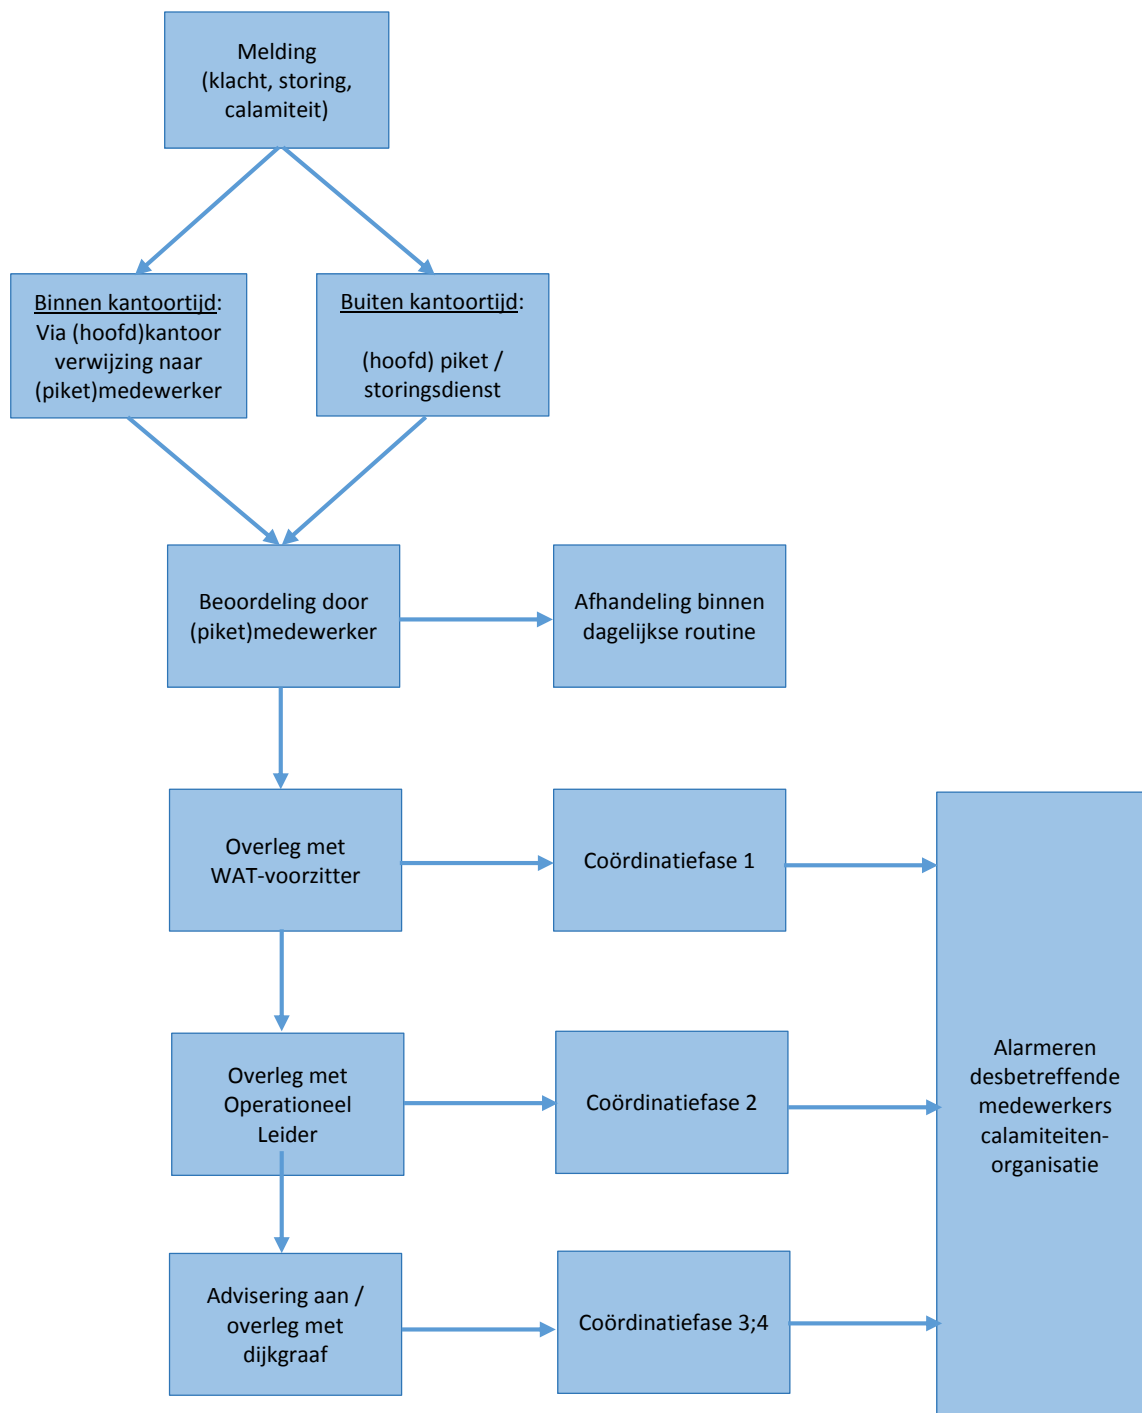 Melding
(klacht, storing,
calamiteit)
Binnen kantoortijd:
Via (hoofd)kantoor
verwijzing naar
(piket)medewerker
Buiten kantoortijd:
(hoofd) piket /
storingsdienst
Beoordeling door
(piket)medewerker
Afhandeling binnen
dagelijkse routine
Overleg met
WAT-voorzitter
Coördinatiefase 1
Overleg met
Operationeel
Leider
Coördinatiefase 2
Alarmeren
desbetreffende
medewerkers
calamiteiten-
organisatie
Advisering aan /
overleg met
dijkgraaf
Coördinatiefase 3;4